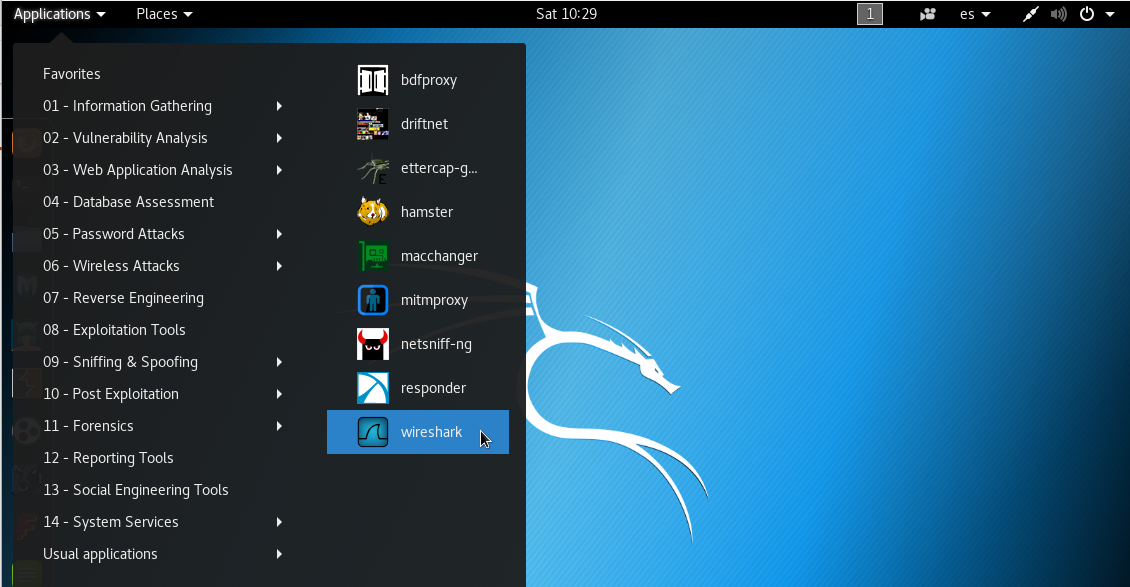 Applications Places Sat 10:29 1 es
Favorites
01 - Information Gathering
02 - Vulnerability Analysis
03 - Web Application Analysis
04 - Database Assessment
05 - Password Attacks
06 - Wireless Attacks
07 - Reverse Engineering
08 - Exploitation Tools
09 - Sniffing & Spoofing
10 - Post Exploitation
11 - Forensics
12 - Reporting Tools
13 - Social Engineering Tools
14 - System Services
Usual applications
bdfproxy
driftnet
ettercap-g...
hamster
macchanger
mitmproxy
netsniff-ng
responder
wireshark